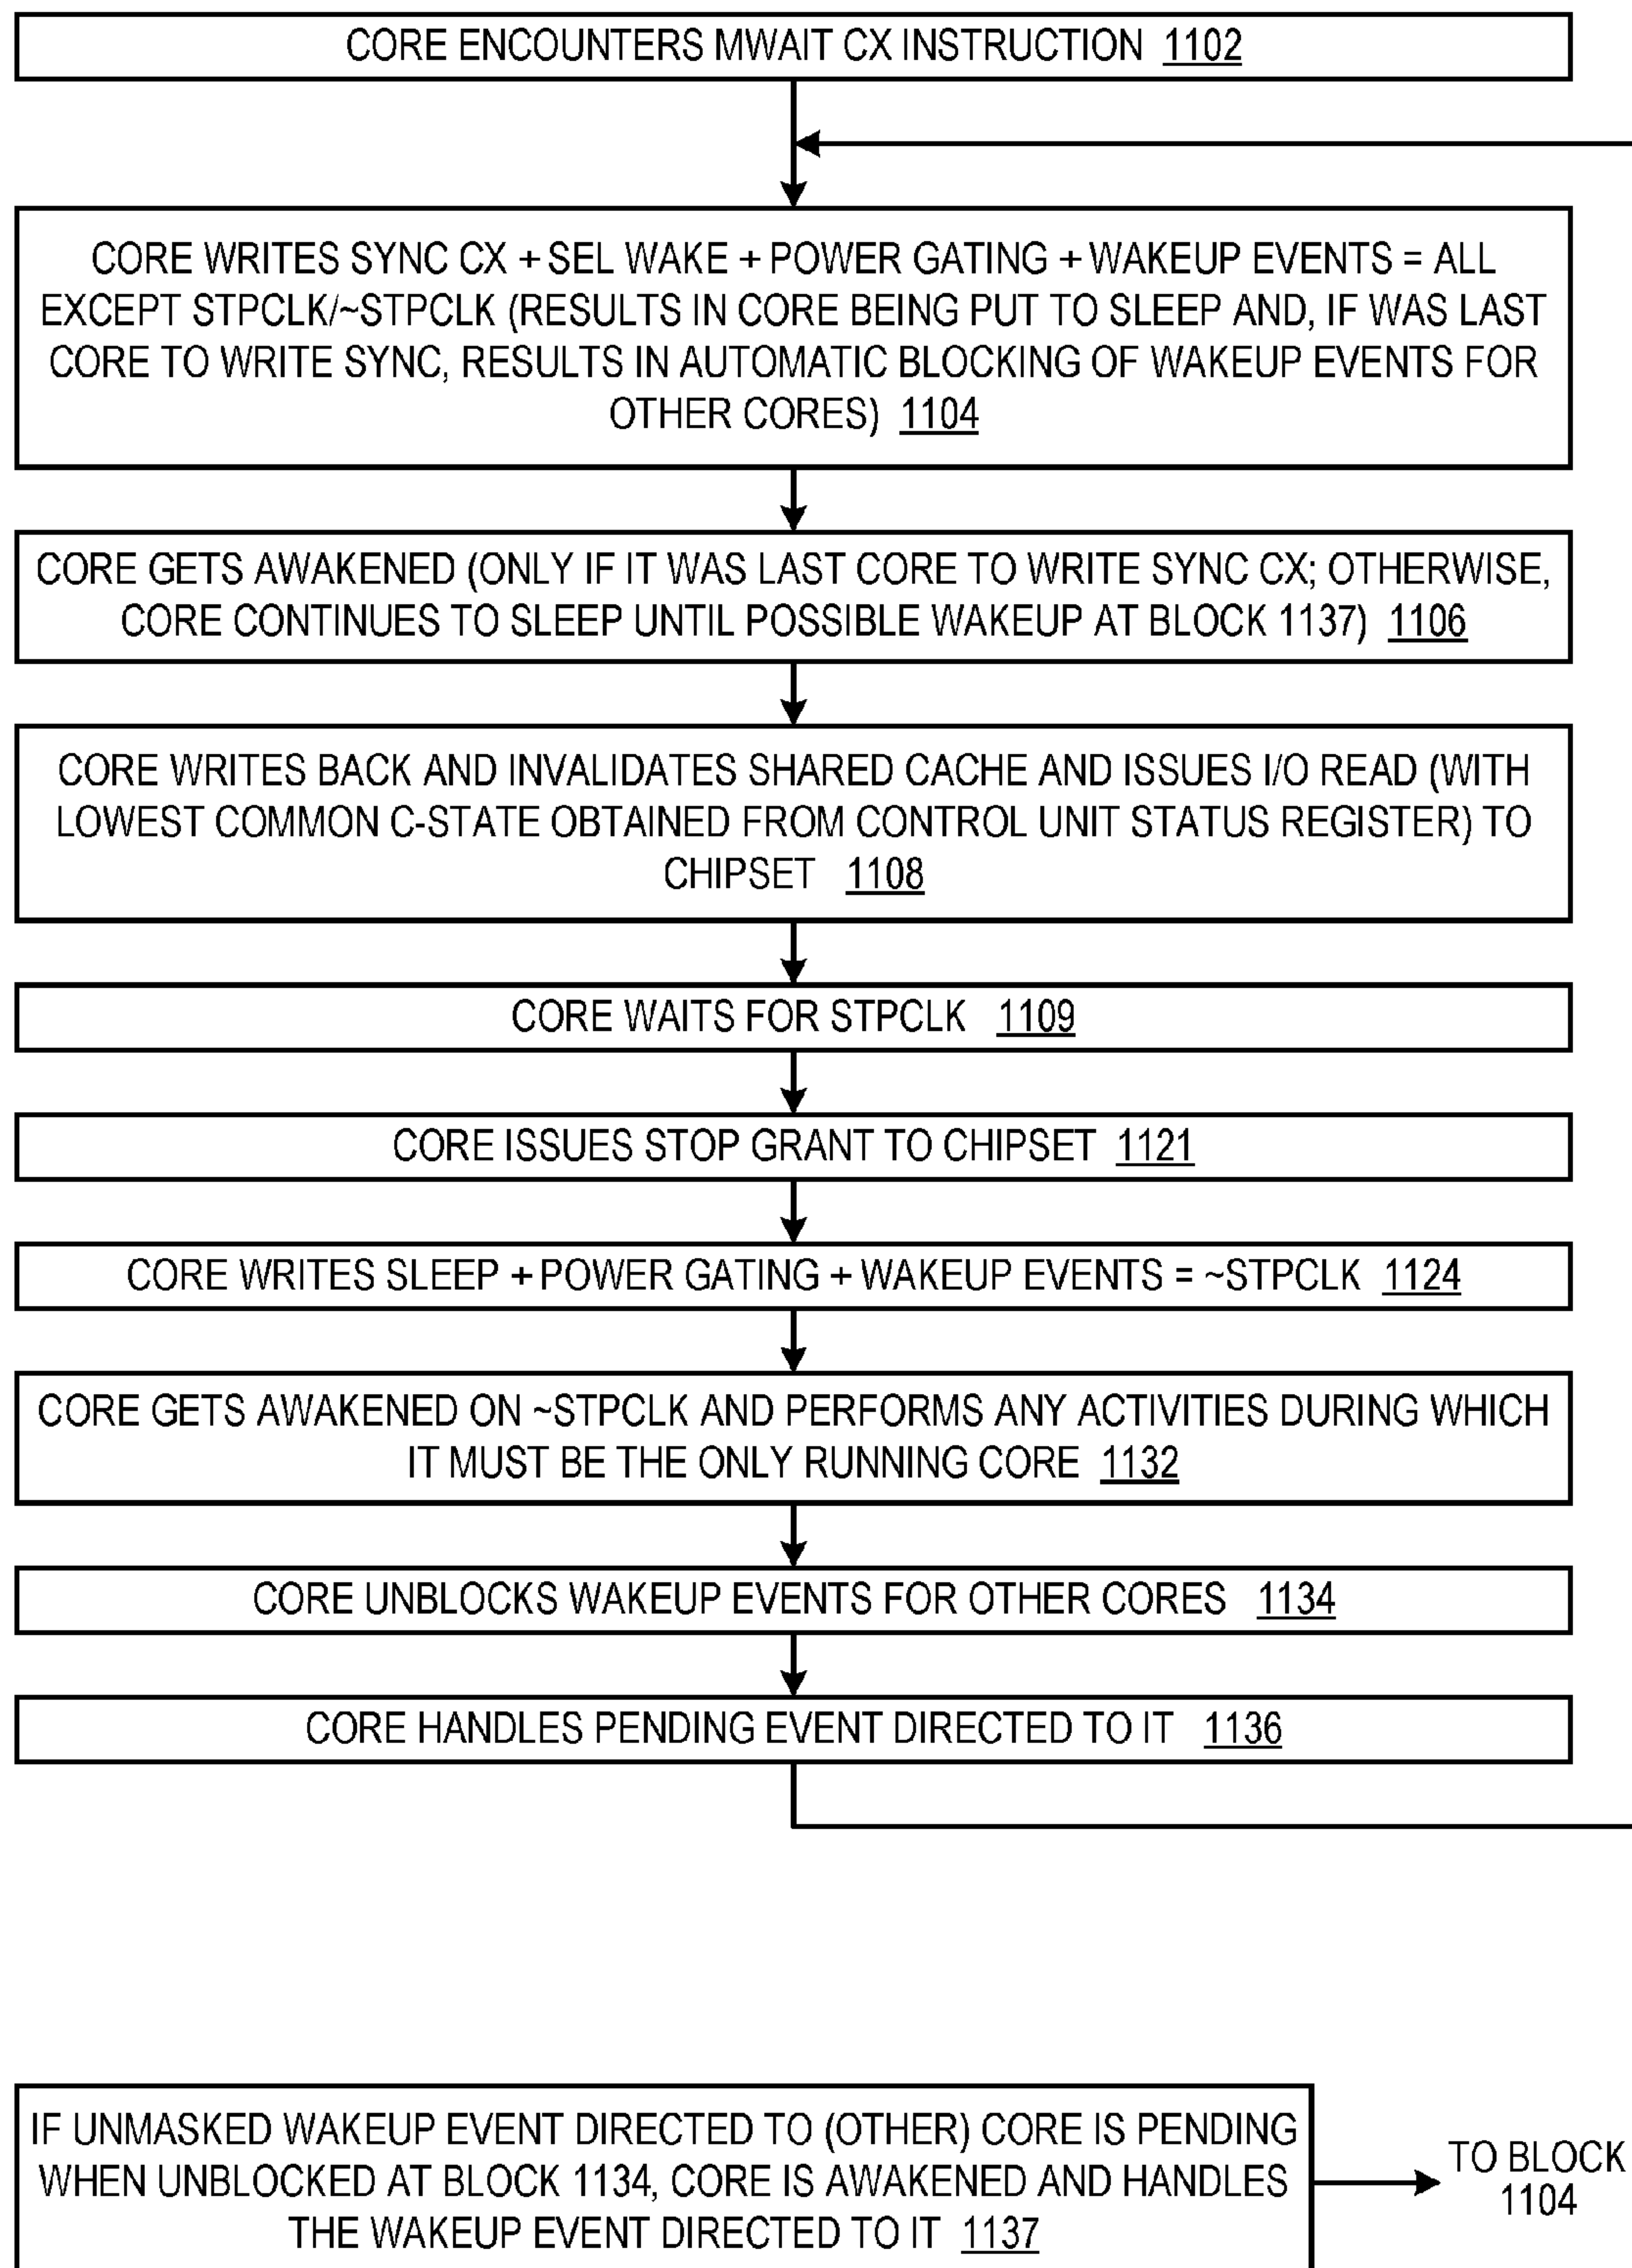 CORE ENCOUNTERS MWAIT CX INSTRUCTION 1102
CORE WRITES SYNC CX + SEL WAKE + POWER GATING + WAKEUP EVENTS = ALL
EXCEPT STPCLK/~STPCLK (RESULTS IN CORE BEING PUT TO SLEEP AND, IF WAS LAST
CORE TO WRITE SYNC, RESULTS IN AUTOMATIC BLOCKING OF WAKEUP EVENTS FOR
OTHER CORES) 1104
CORE GETS AWAKENED (ONLY IF IT WAS LAST CORE TO WRITE SYNC CX; OTHERWISE,
CORE CONTINUES TO SLEEP UNTIL POSSIBLE WAKEUP AT BLOCK 1137) 1106
CORE WRITES BACK AND INVALIDATES SHARED CACHE AND ISSUES I/O READ (WITH
LOWEST COMMON C-STATE OBTAINED FROM CONTROL UNIT STATUS REGISTER) TO
CHIPSET 1108
CORE WAITS FOR STPCLK 1109
CORE ISSUES STOP GRANT TO CHIPSET 1121
CORE WRITES SLEEP + POWER GATING + WAKEUP EVENTS = ~STPCLK 1124
CORE GETS AWAKENED ON ~STPCLK AND PERFORMS ANY ACTIVITIES DURING WHICH
IT MUST BE THE ONLY RUNNING CORE 1132
CORE UNBLOCKS WAKEUP EVENTS FOR OTHER CORES 1134
CORE HANDLES PENDING EVENT DIRECTED TO IT 1136
IF UNMASKED WAKEUP EVENT DIRECTED TO (OTHER) CORE IS PENDING
WHEN UNBLOCKED AT BLOCK 1134, CORE IS AWAKENED AND HANDLES
THE WAKEUP EVENT DIRECTED TO IT 1137
TO BLOCK
1104